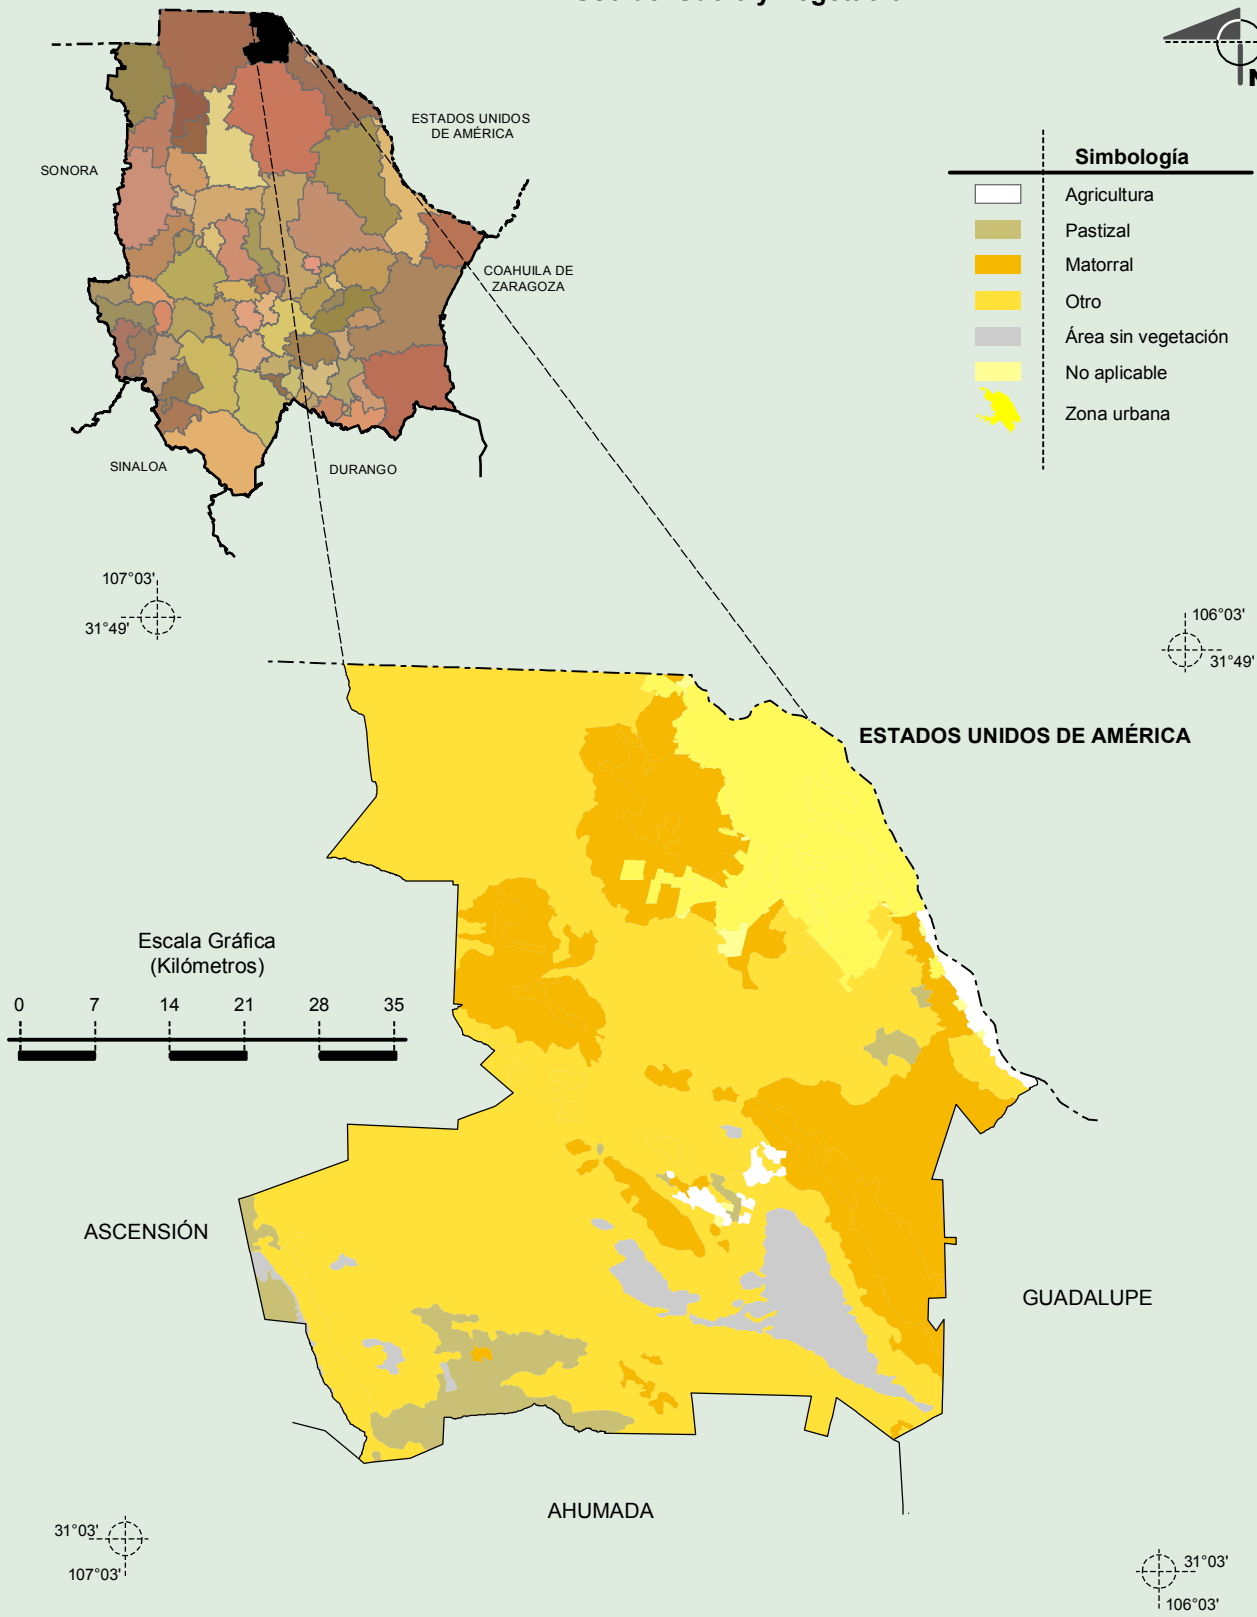 N
ESTADOS UNIDOS
DE AMÉRICA
SONORA
COAHUILA DE
ZARAGOZA
SINALOA
DURANGO
Simbología
Agricultura
Pastizal
Matorral
Otro
Área sin vegetación
No aplicable
Zona urbana
107°03'
31°49'
106°03'
31°49'
ESTADOS UNIDOS DE AMÉRICA
Escala Gráfica
(Kilómetros)
0 7 14 21 28 35
ASCENSIÓN
GUADALUPE
AHUMADA
31°03'
107°03'
31°03'
106°03'